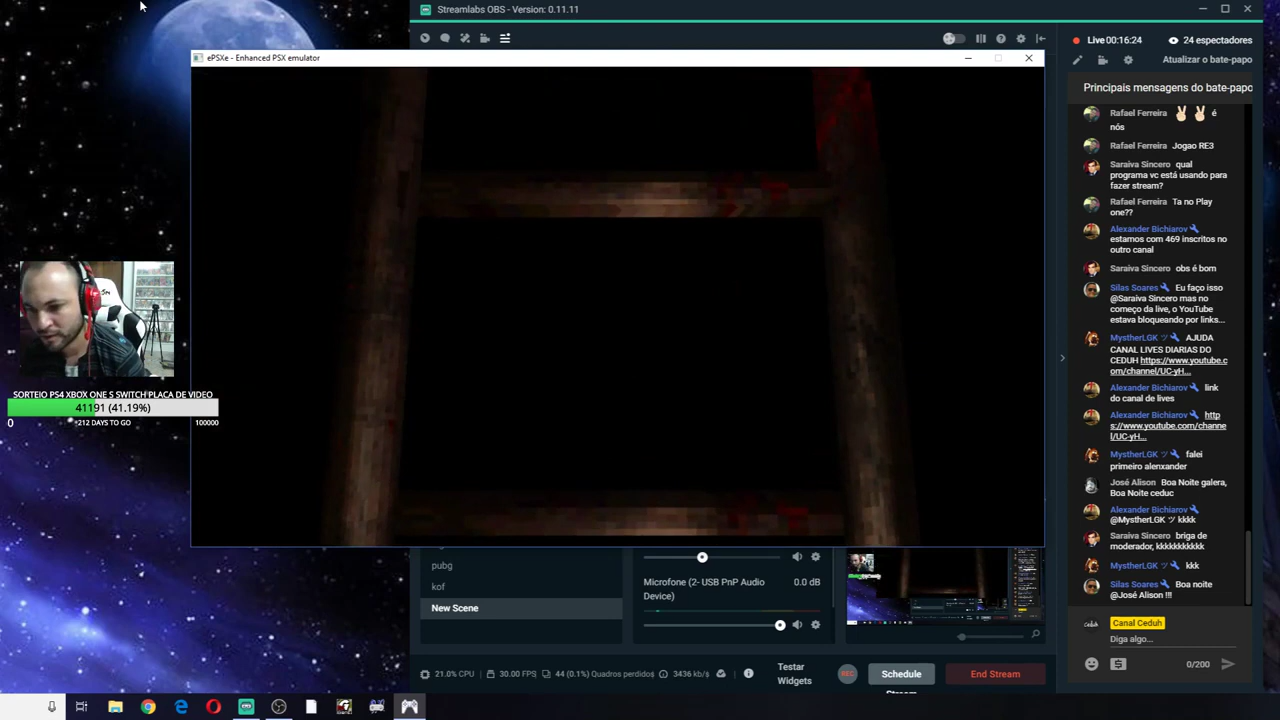 Streamlabs OBS - Version: 0.11.11
ePSXe - Enhanced PSX emulator
Live 00:16:24
24 espectadores
Atualizar o bate-papo
Principais mensagens do bate-papo
Rafael Ferreira é
nós
Rafael Ferreira Jogao RE3
Saraiva Sincero qual
programa vc está usando para
fazer stream?
Rafael Ferreira Ta no Play
one??
Alexander Bichiarov
estamos com 469 inscritos no
outro canal
Saraiva Sincero obs é bom
Silas Soares Eu faço isso
@Saraiva Sincero mas no
começo da live, o YouTube
estava bloqueando por links...
MystherLGK ツ AJUDA
CANAL LIVES DIARIAS DO
CEDUH https://www.youtube.c
om/channel/UC-yH...
Alexander Bichiarov link
do canal de lives
Alexander Bichiarov http
s://www.youtube.com/channe
l/UC-yH...
MystherLGK ツ falei
primeiro alenxander
José Alison Boa Noite galera,
Boa Noite ceduc
Alexander Bichiarov
@MystherLGK ツ kkkk
Saraiva Sincero briga de
moderador, kkkkkkkkkkk
MystherLGK ツ kkk
Silas Soares Boa noite
@José Alison !!!
Canal Ceduh
Diga algo...
0/200
SORTEIO PS4 XBOX ONE S SWITCH PLACA DE VIDEO
41191 (41.19%)
0
212 DAYS TO GO
100000
pubg
kof
New Scene
Microfone (2- USB PnP Audio
Device)
0.0 dB
21.0% CPU
30.00 FPS
44 (0.1%) Quadros perdidos
3436 kb/s
Testar
Widgets
REC
Schedule
Stream
End Stream